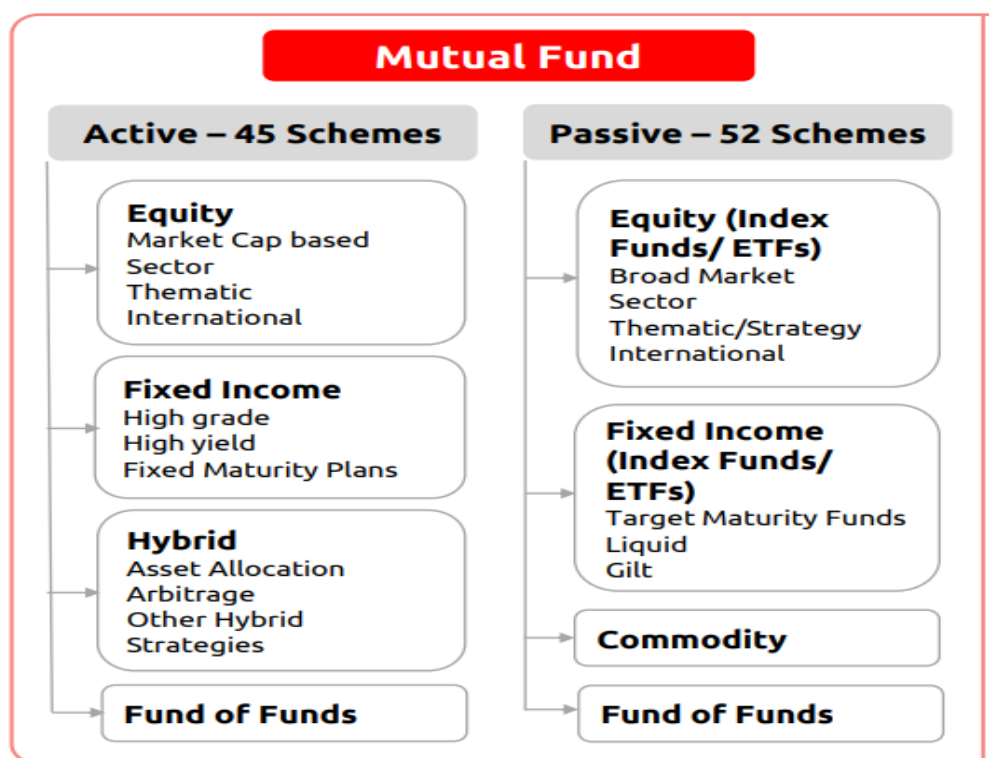 Mutual Fund
Active – 45 Schemes
Equity
Market Cap based
Sector
Thematic
International
Fixed Income
High grade
High yield
Fixed Maturity Plans
Hybrid
Asset Allocation
Arbitrage
Other Hybrid
Strategies
Fund of Funds
Passive – 52 Schemes
Equity (Index
Funds/ ETFs)
Broad Market
Sector
Thematic/Strategy
International
Fixed Income
(Index Funds/
ETFs)
Target Maturity Funds
Liquid
Gilt
Commodity
Fund of Funds